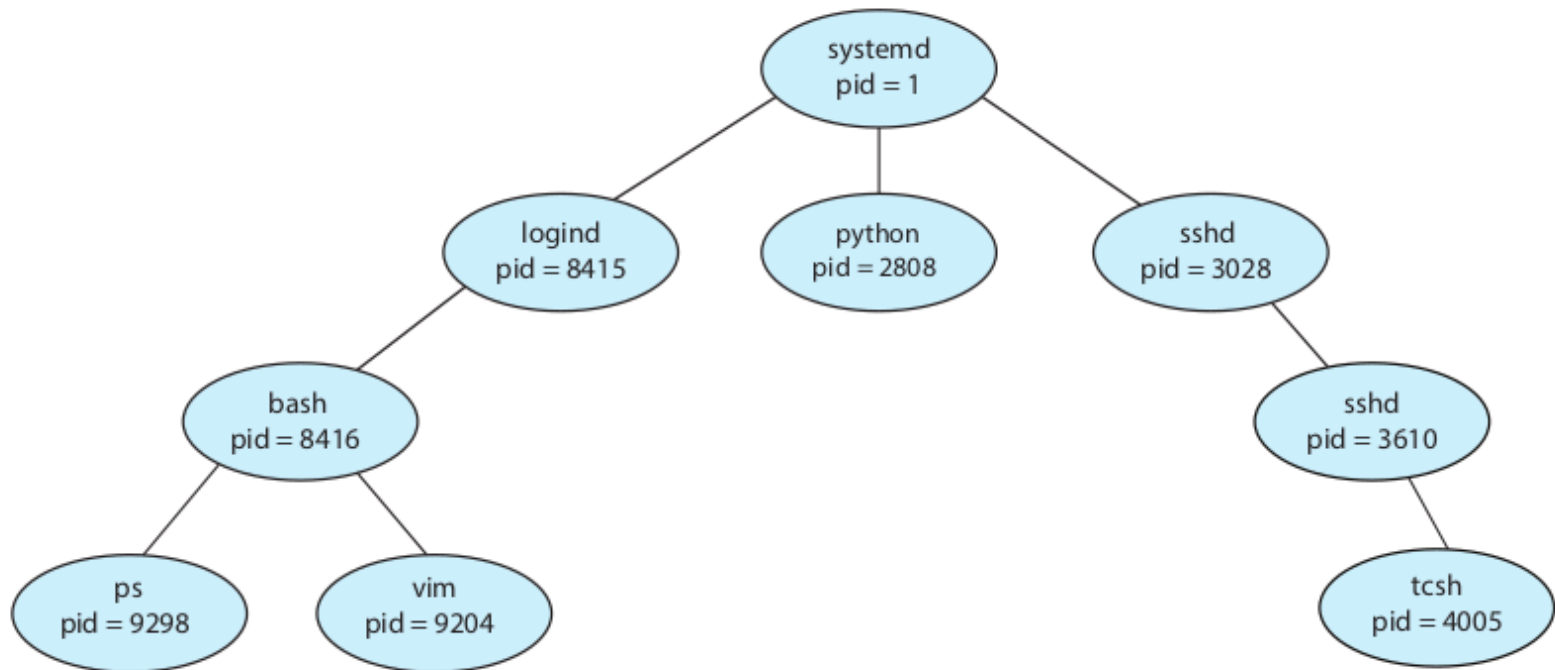 systemd
pid = 1
logind
pid = 8415
python
pid = 2808
sshd
pid = 3028
bash
pid = 8416
sshd
pid = 3610
ps
pid = 9298
vim
pid = 9204
tcsh
pid = 4005